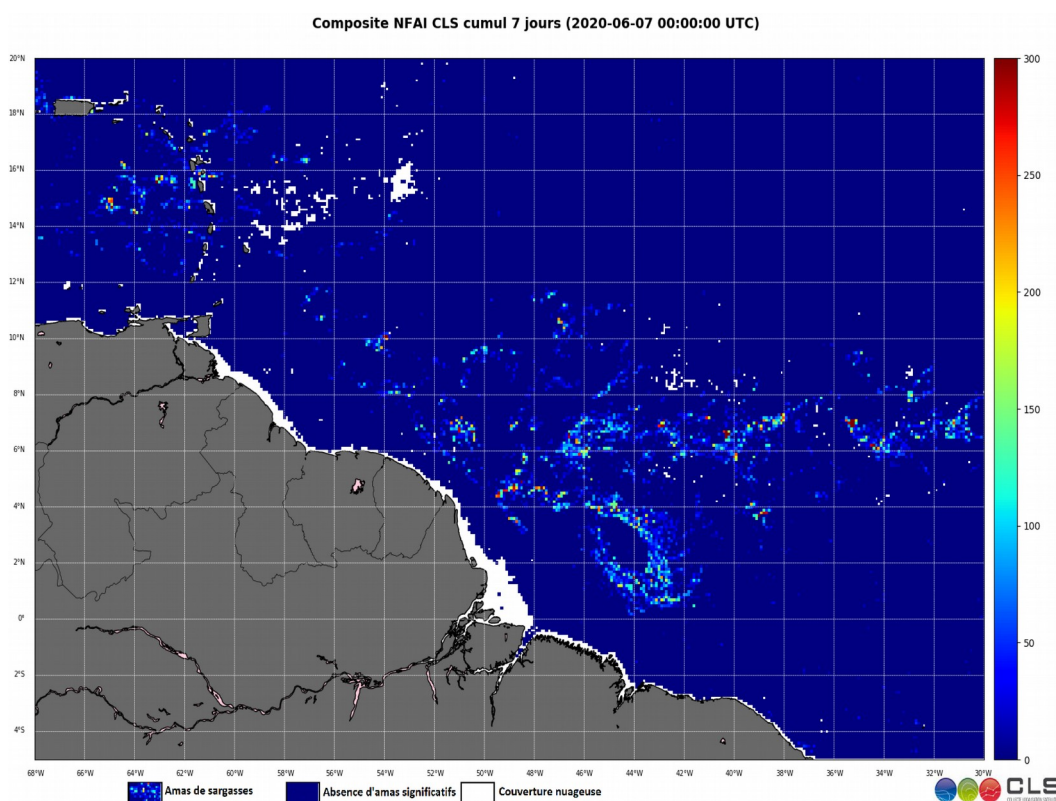 Composite NFAI CLS cumul 7 jours (2020-06-07 00:00:00 UTC)
20°N
18°N
16°N
14°N
12°N
10°N
8°N
6°N
4°N
2°N
0°
2°S
4°S
68°W 66°W 64°W 62°W 60°W 58°W 56°W 54°W 52°W 50°W 48°W 46°W 44°W 42°W 40°W 38°W 36°W 34°W 32°W 30°W
300
250
200
150
100
50
0
Amas de sargasses Absence d'amas significatifs Couverture nuageuse
CLS